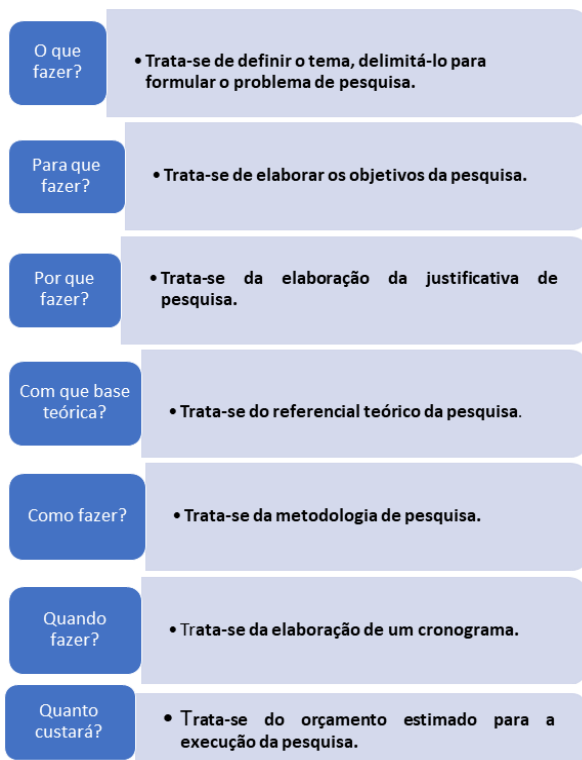 O que
fazer?
• Trata-se de definir o tema, delimitá-lo para
formular o problema de pesquisa.
Para que
fazer?
• Trata-se de elaborar os objetivos da pesquisa.
Por que
fazer?
• Trata-se da elaboração da justificativa de
pesquisa.
Com que base
teórica?
• Trata-se do referencial teórico da pesquisa.
Como fazer?
• Trata-se da metodologia de pesquisa.
Quando
fazer?
• Trata-se da elaboração de um cronograma.
Quanto
custará?
• Trata-se do orçamento estimado para a
execução da pesquisa.